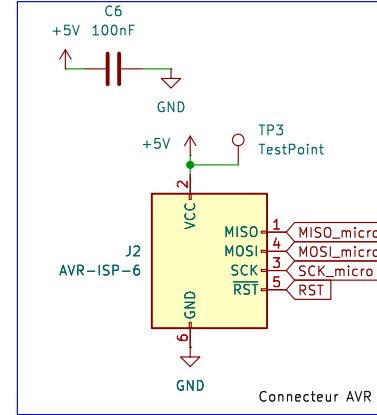 C6
+5V 100nF
GND
+5V
TP3
TestPoint
2
VCC
J2
AVR-ISP-6
MISO 1 MISO_micro
MOSI 4 MOSI_micro
SCK 3 SCK_micro
RST 5 RST
GND
6
GND
Connecteur AVR